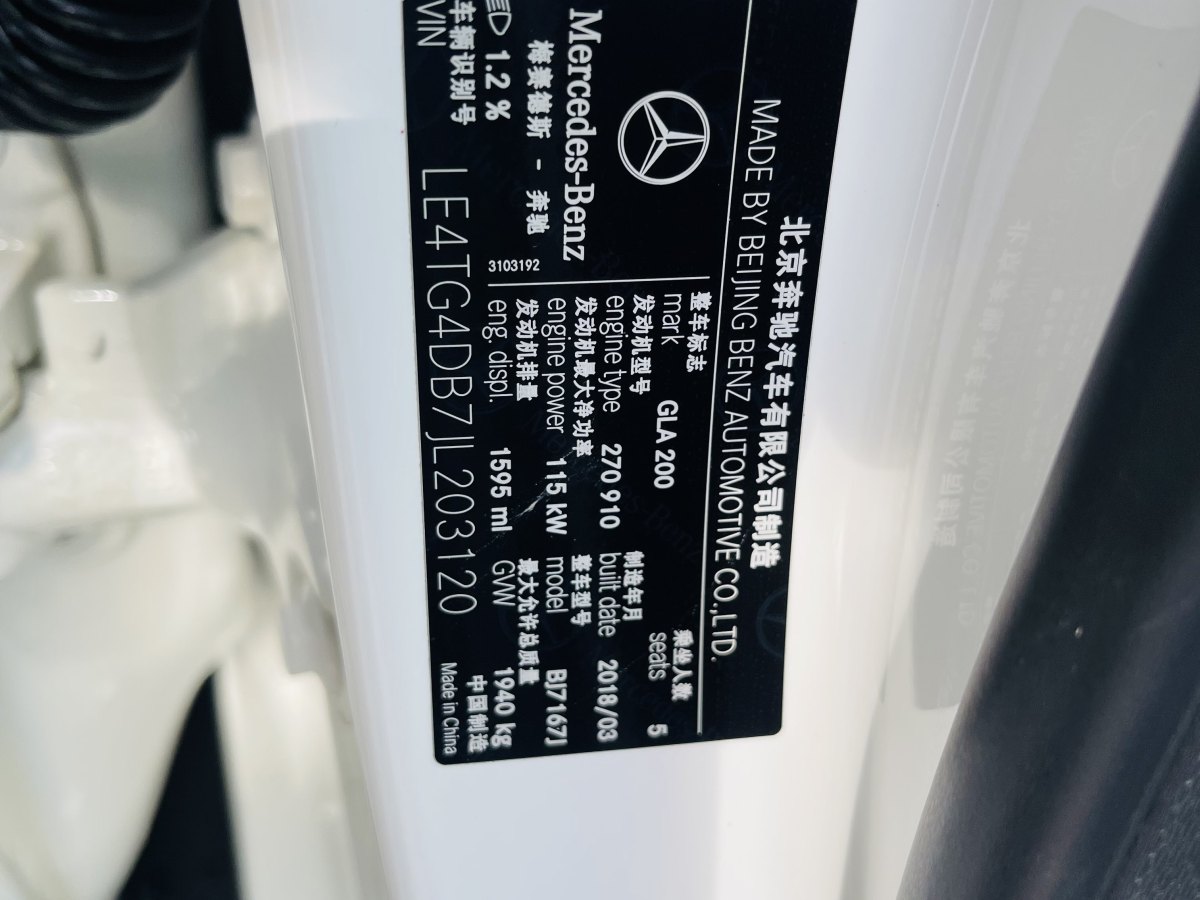 北京奔驰汽车有限公司制造
MADE BY BEIJING BENZ AUTOMOTIVE CO.,LTD.
Mercedes-Benz
梅赛德斯 - 奔驰
1.2 %
3103192
整车标志
mark GLA 200
乘坐人数
seats 5
发动机型号
engine type 270 910
制造年月
built date 2018/03
发动机最大净功率
engine power 115 kW
整车型号
model BJ7167J
发动机排量
eng. displ. 1595 ml
最大允许总质量
GVW 1940 kg
车辆识别号
VIN LE4TG4DB7JL203120
中国制造
Made in China